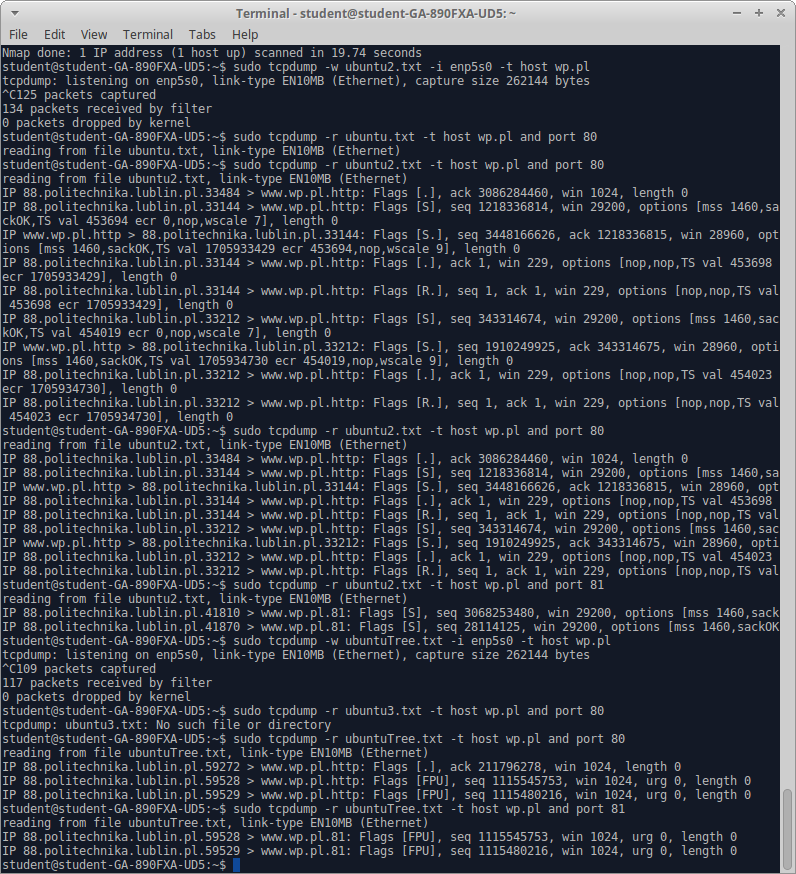 Terminal - student@student-GA-890FXA-UD5: ~
File Edit View Terminal Tabs Help
Nmap done: 1 IP address (1 host up) scanned in 19.74 seconds
student@student-GA-890FXA-UD5:~$ sudo tcpdump -w ubuntu2.txt -i enp5s0 -t host wp.pl
tcpdump: listening on enp5s0, link-type EN10MB (Ethernet), capture size 262144 bytes
^C125 packets captured
134 packets received by filter
0 packets dropped by kernel
student@student-GA-890FXA-UD5:~$ sudo tcpdump -r ubuntu.txt -t host wp.pl and port 80
reading from file ubuntu.txt, link-type EN10MB (Ethernet)
student@student-GA-890FXA-UD5:~$ sudo tcpdump -r ubuntu2.txt -t host wp.pl and port 80
reading from file ubuntu2.txt, link-type EN10MB (Ethernet)
IP 88.politechnika.lublin.pl.33484 > www.wp.pl.http: Flags [.], ack 3086284460, win 1024, length 0
IP 88.politechnika.lublin.pl.33144 > www.wp.pl.http: Flags [S], seq 1218336814, win 29200, options [mss 1460,sa
ckOK,TS val 453694 ecr 0,nop,wscale 7], length 0
IP www.wp.pl.http > 88.politechnika.lublin.pl.33144: Flags [S.], seq 3448166626, ack 1218336815, win 28960, opt
ions [mss 1460,sackOK,TS val 1705933429 ecr 453694,nop,wscale 9], length 0
IP 88.politechnika.lublin.pl.33144 > www.wp.pl.http: Flags [.], ack 1, win 229, options [nop,nop,TS val 453698
ecr 1705933429], length 0
IP 88.politechnika.lublin.pl.33144 > www.wp.pl.http: Flags [R.], seq 1, ack 1, win 229, options [nop,nop,TS val
453698 ecr 1705933429], length 0
IP 88.politechnika.lublin.pl.33212 > www.wp.pl.http: Flags [S], seq 343314674, win 29200, options [mss 1460,sac
kOK,TS val 454019 ecr 0,nop,wscale 7], length 0
IP www.wp.pl.http > 88.politechnika.lublin.pl.33212: Flags [S.], seq 1910249925, ack 343314675, win 28960, opti
ons [mss 1460,sackOK,TS val 1705934730 ecr 454019,nop,wscale 9], length 0
IP 88.politechnika.lublin.pl.33212 > www.wp.pl.http: Flags [.], ack 1, win 229, options [nop,nop,TS val 454023
ecr 1705934730], length 0
IP 88.politechnika.lublin.pl.33212 > www.wp.pl.http: Flags [R.], seq 1, ack 1, win 229, options [nop,nop,TS val
454023 ecr 1705934730], length 0
student@student-GA-890FXA-UD5:~$ sudo tcpdump -r ubuntu2.txt -t host wp.pl and port 80
reading from file ubuntu2.txt, link-type EN10MB (Ethernet)
IP 88.politechnika.lublin.pl.33484 > www.wp.pl.http: Flags [.], ack 3086284460, win 1024, length 0
IP 88.politechnika.lublin.pl.33144 > www.wp.pl.http: Flags [S], seq 1218336814, win 29200, options [mss 1460,sa
IP www.wp.pl.http > 88.politechnika.lublin.pl.33144: Flags [S.], seq 3448166626, ack 1218336815, win 28960, opt
IP 88.politechnika.lublin.pl.33144 > www.wp.pl.http: Flags [.], ack 1, win 229, options [nop,nop,TS val 453698
IP 88.politechnika.lublin.pl.33144 > www.wp.pl.http: Flags [R.], seq 1, ack 1, win 229, options [nop,nop,TS val
IP 88.politechnika.lublin.pl.33212 > www.wp.pl.http: Flags [S], seq 343314674, win 29200, options [mss 1460,sac
IP www.wp.pl.http > 88.politechnika.lublin.pl.33212: Flags [S.], seq 1910249925, ack 343314675, win 28960, opti
IP 88.politechnika.lublin.pl.33212 > www.wp.pl.http: Flags [.], ack 1, win 229, options [nop,nop,TS val 454023
IP 88.politechnika.lublin.pl.33212 > www.wp.pl.http: Flags [R.], seq 1, ack 1, win 229, options [nop,nop,TS val
student@student-GA-890FXA-UD5:~$ sudo tcpdump -r ubuntu2.txt -t host wp.pl and port 81
reading from file ubuntu2.txt, link-type EN10MB (Ethernet)
IP 88.politechnika.lublin.pl.41810 > www.wp.pl.81: Flags [S], seq 3068253480, win 29200, options [mss 1460,sack
IP 88.politechnika.lublin.pl.41870 > www.wp.pl.81: Flags [S], seq 28114125, win 29200, options [mss 1460,sackOK
student@student-GA-890FXA-UD5:~$ sudo tcpdump -w ubuntuTree.txt -i enp5s0 -t host wp.pl
tcpdump: listening on enp5s0, link-type EN10MB (Ethernet), capture size 262144 bytes
^C109 packets captured
117 packets received by filter
0 packets dropped by kernel
student@student-GA-890FXA-UD5:~$ sudo tcpdump -r ubuntu3.txt -t host wp.pl and port 80
tcpdump: ubuntu3.txt: No such file or directory
student@student-GA-890FXA-UD5:~$ sudo tcpdump -r ubuntuTree.txt -t host wp.pl and port 80
reading from file ubuntuTree.txt, link-type EN10MB (Ethernet)
IP 88.politechnika.lublin.pl.59272 > www.wp.pl.http: Flags [.], ack 211796278, win 1024, length 0
IP 88.politechnika.lublin.pl.59528 > www.wp.pl.http: Flags [FPU], seq 1115545753, win 1024, urg 0, length 0
IP 88.politechnika.lublin.pl.59529 > www.wp.pl.http: Flags [FPU], seq 1115480216, win 1024, urg 0, length 0
student@student-GA-890FXA-UD5:~$ sudo tcpdump -r ubuntuTree.txt -t host wp.pl and port 81
reading from file ubuntuTree.txt, link-type EN10MB (Ethernet)
IP 88.politechnika.lublin.pl.59528 > www.wp.pl.81: Flags [FPU], seq 1115545753, win 1024, urg 0, length 0
IP 88.politechnika.lublin.pl.59529 > www.wp.pl.81: Flags [FPU], seq 1115480216, win 1024, urg 0, length 0
student@student-GA-890FXA-UD5:~$